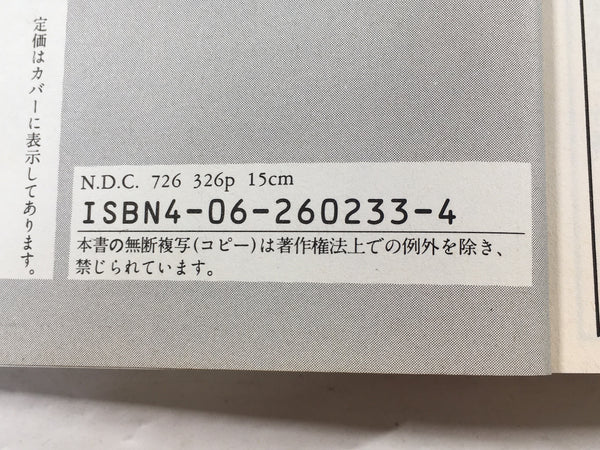 定価はカバーに表示してあります。
N.D.C. 726 326p 15cm
ISBN4-06-260233-4
本書の無断複写(コピー)は著作権法上での例外を除き、
禁じられています。